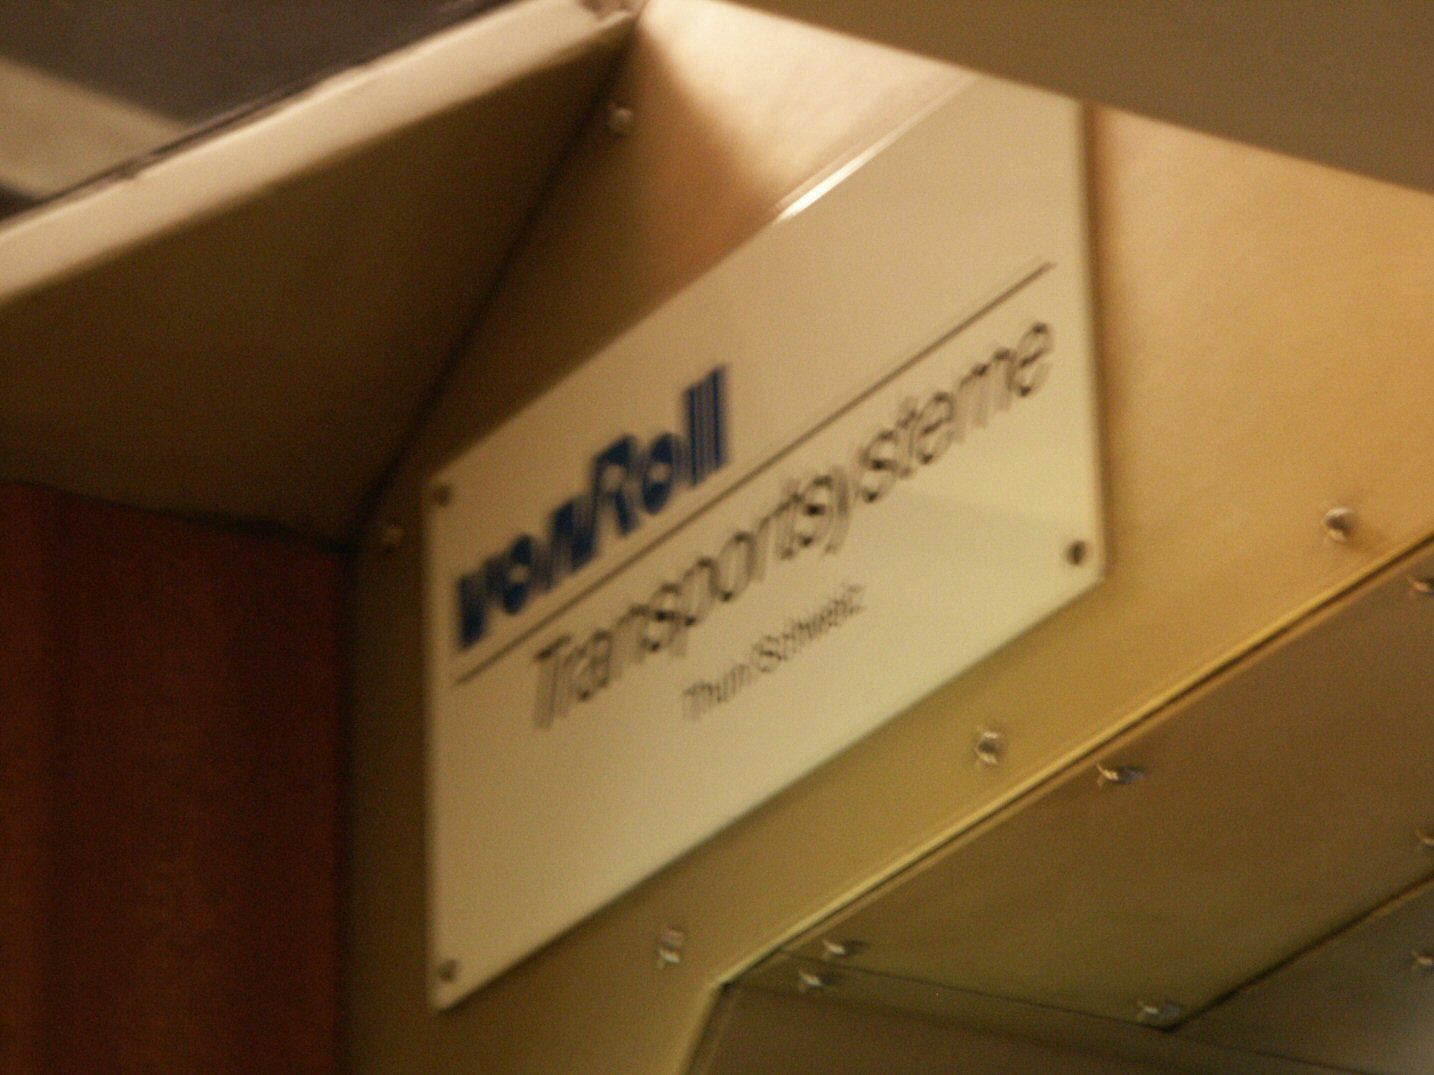 vonRoll
Transportsysteme
Thun/Schweiz